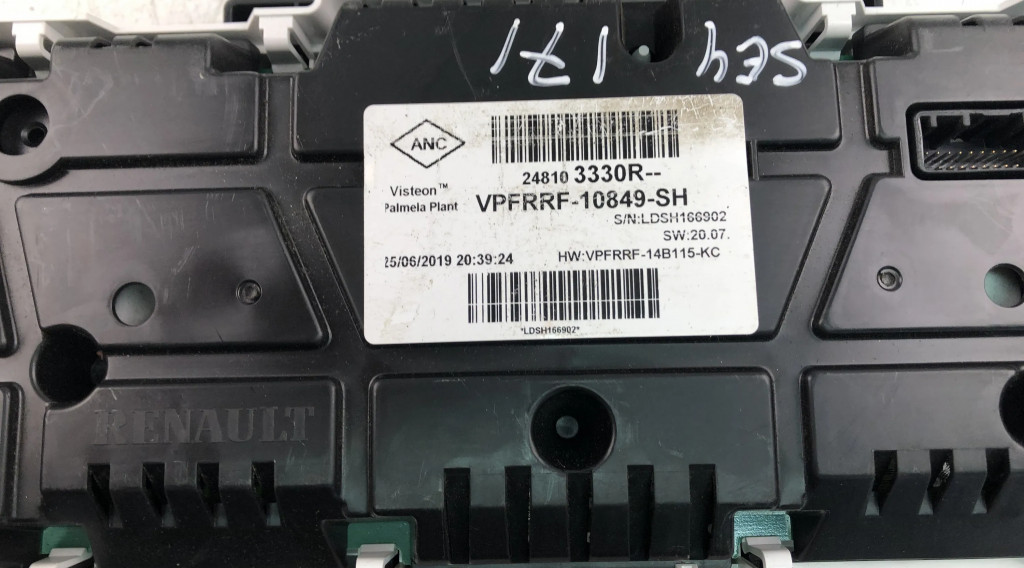 SE4 171
ANC
24810 3330R--
Visteon™
Palmela Plant
VPFRRF-10849-SH
S/N:LDSH166902
SW:20.07.
25/06/2019 20:39:24
HW:VPFRRF-14B115-KC
*LDSH166902*
RENAULT